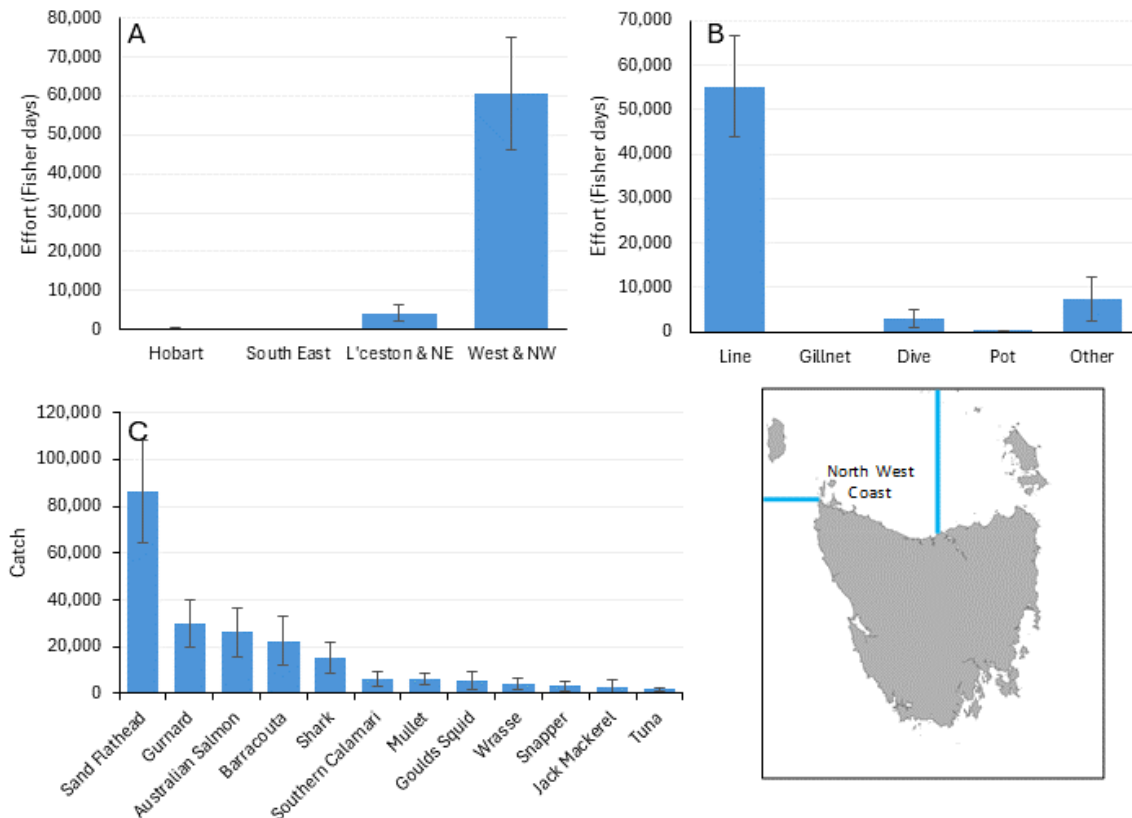 A
80,000
70,000
60,000
50,000
40,000
30,000
20,000
10,000
0
Effort (Fisher days)
Hobart South East L'ceston & NE West & NW
B
70,000
60,000
50,000
40,000
30,000
20,000
10,000
0
Effort (Fisher days)
Line Gillnet Dive Pot Other
C
120,000
100,000
80,000
60,000
40,000
20,000
0
Catch
Sand Flathead
Gurnard
Australian Salmon
Barracouta
Shark
Southern Calamari
Mullet
Goulds Squid
Wrasse
Snapper
Jack Mackerel
Tuna
North West
Coast